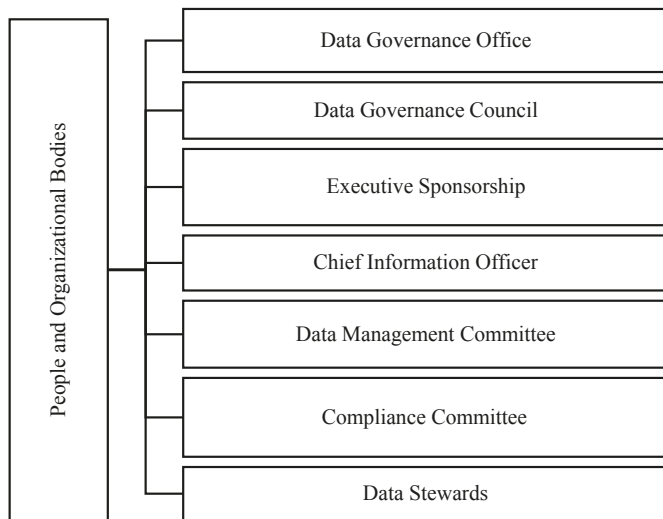 People and Organizational Bodies
Data Governance Office
Data Governance Council
Executive Sponsorship
Chief Information Officer
Data Management Committee
Compliance Committee
Data Stewards